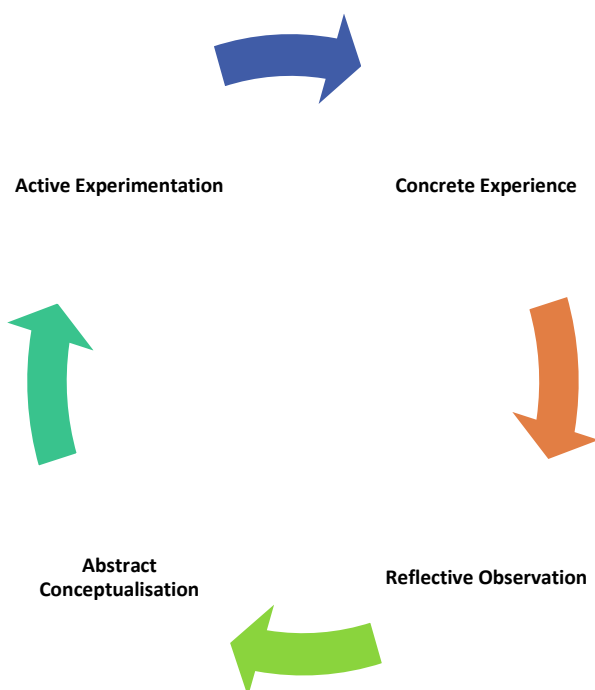 Active Experimentation
Concrete Experience
Abstract
Conceptualisation
Reflective Observation